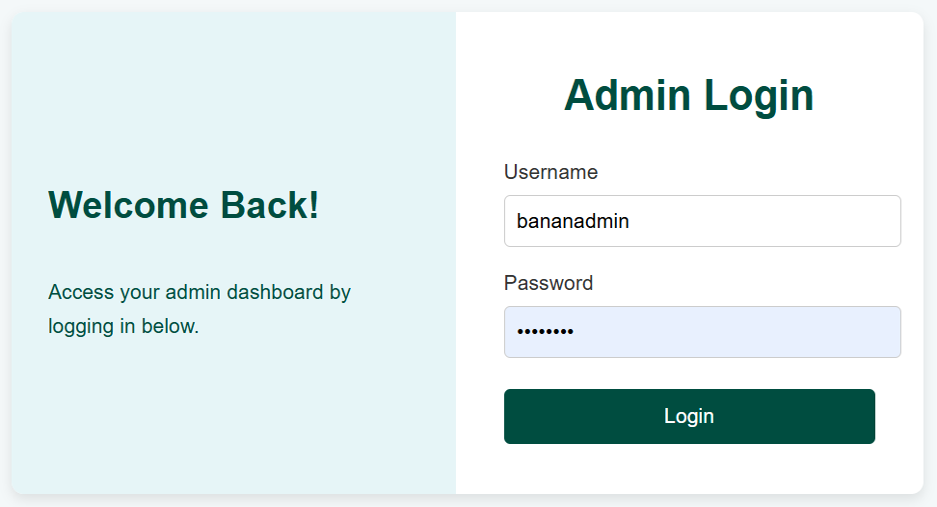 Welcome Back!
Access your admin dashboard by
logging in below.
Admin Login
Username
bananadmin
Password
••••••••
Login